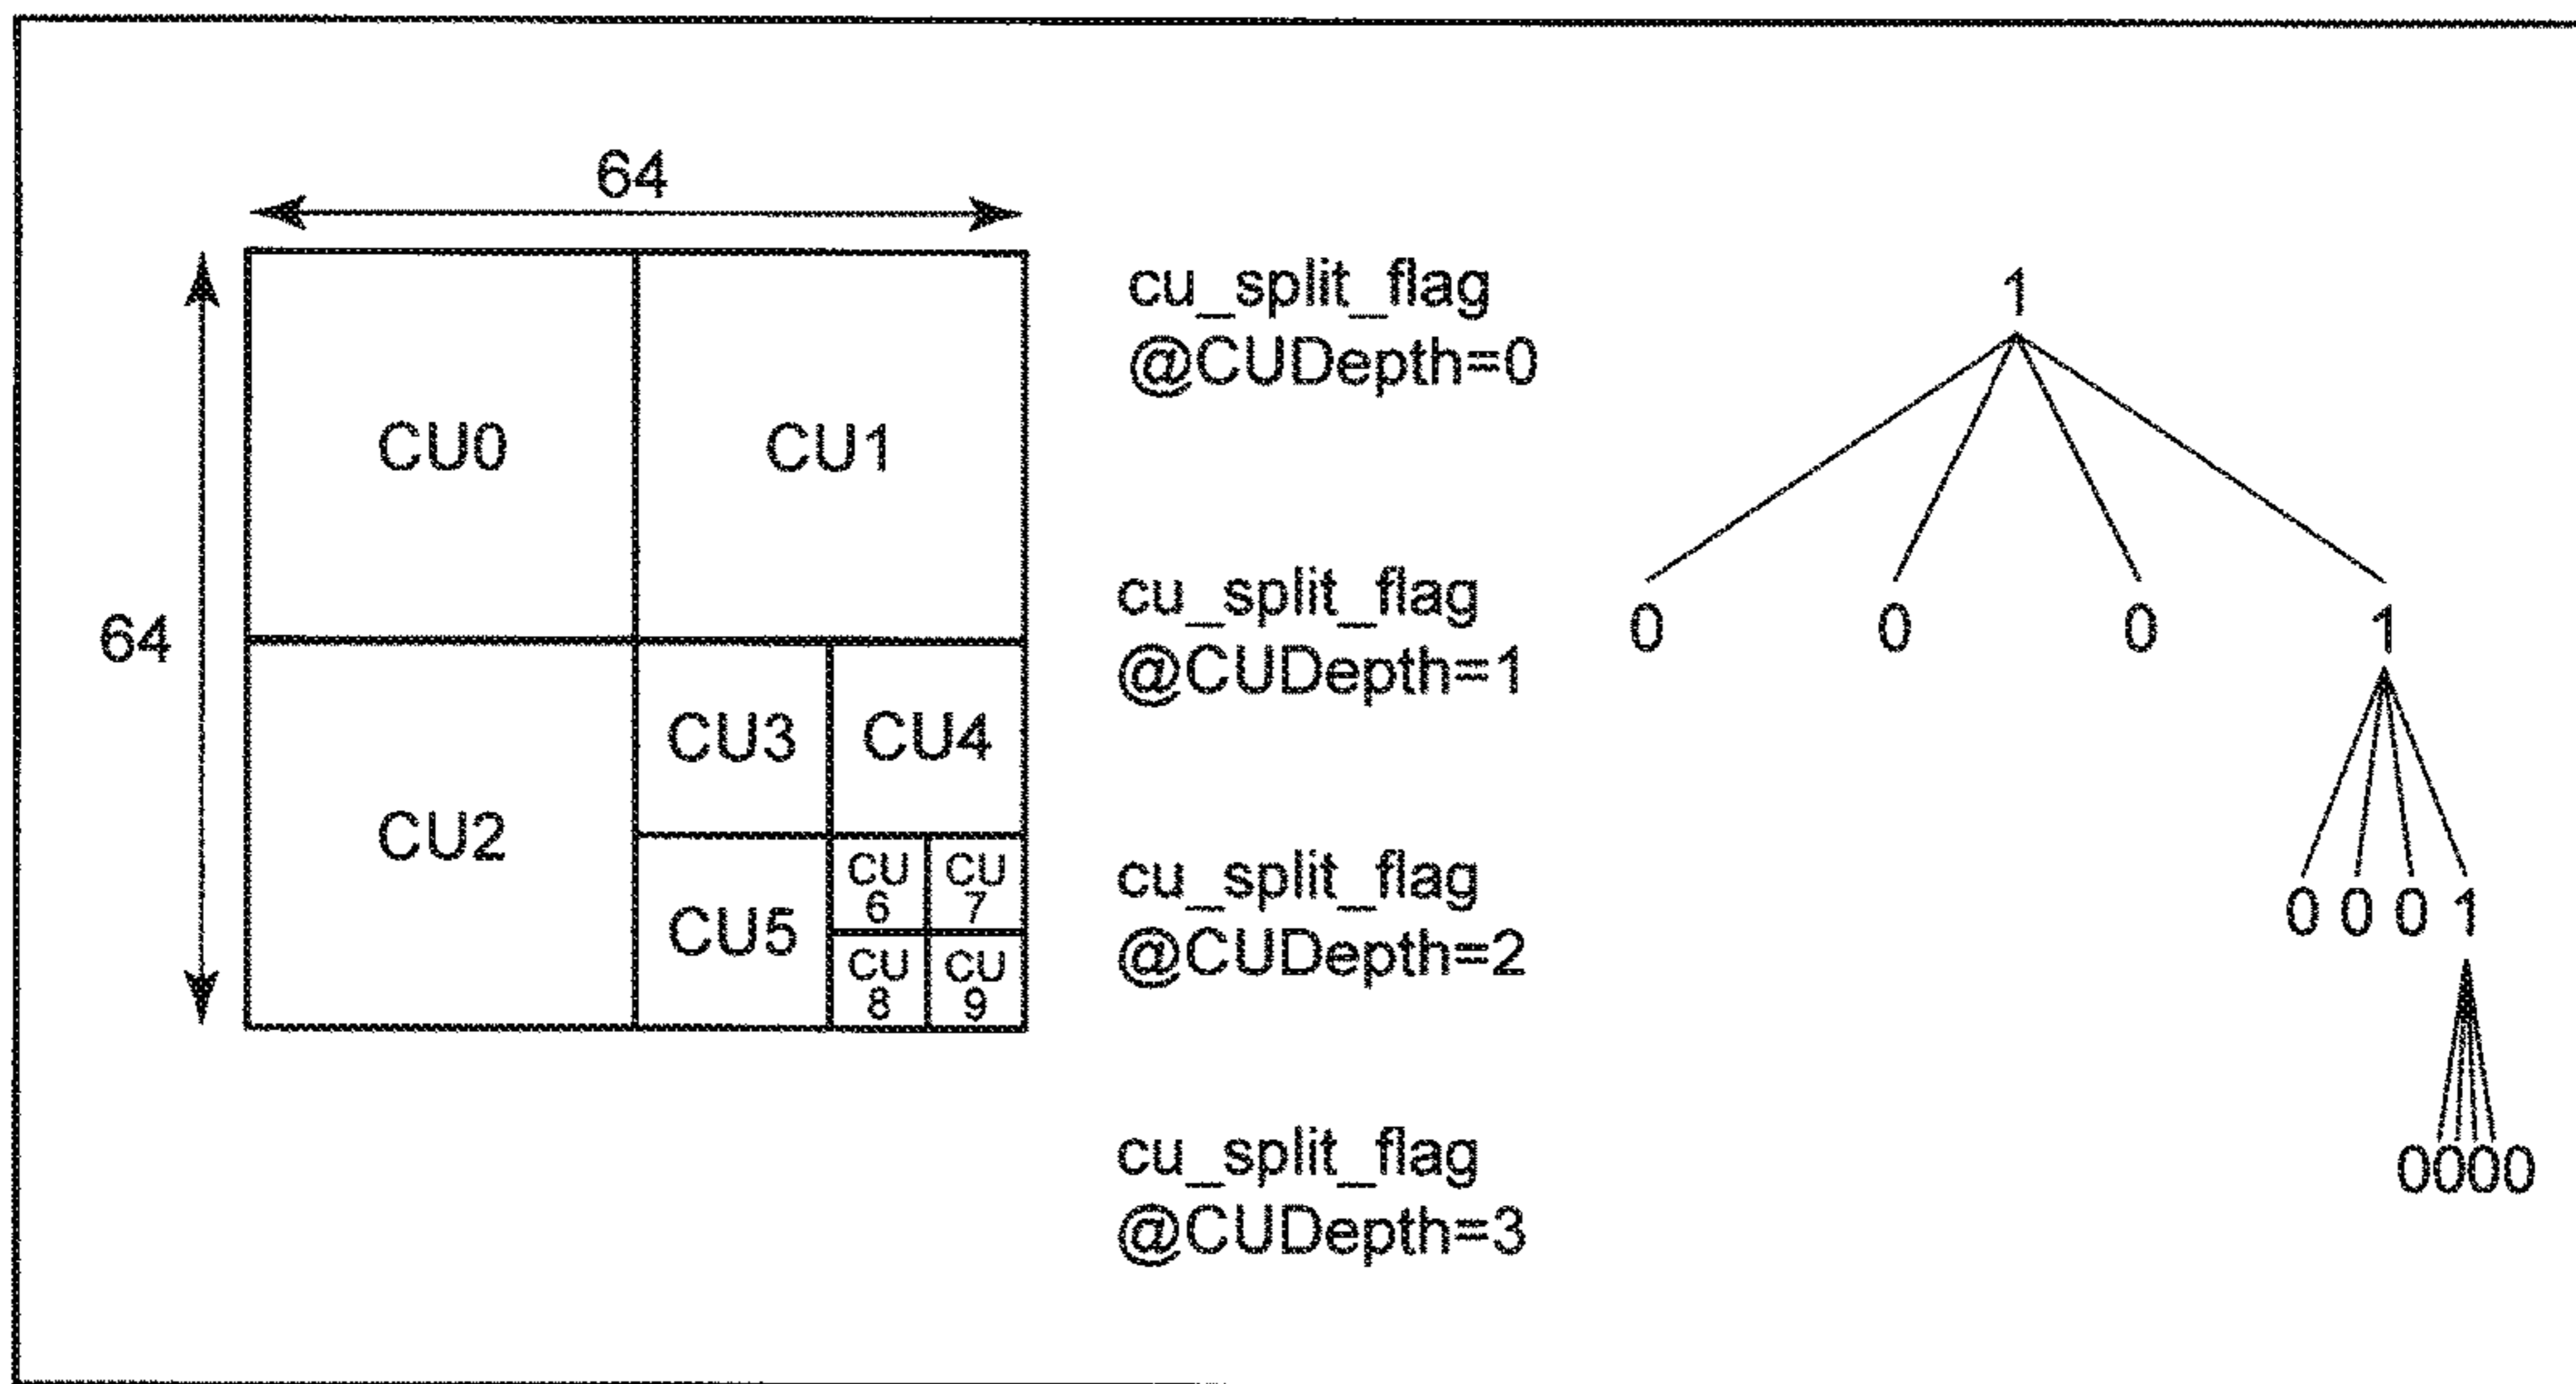 64
64
CU0
CU1
CU2
CU3
CU4
CU5
CU
6
CU
7
CU
8
CU
9
cu_split_flag
@CUDepth=0
1
cu_split_flag
@CUDepth=1
0 0 0 1
cu_split_flag
@CUDepth=2
0 0 0 1
cu_split_flag
@CUDepth=3
0000